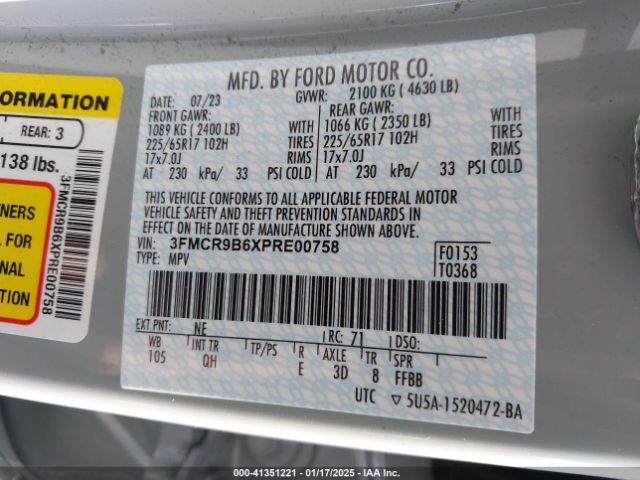 ORMATION
REAR: 3
138 lbs.
3FMCR9B6XPRE00758
NERS
L OF
NAL
TION
MFD. BY FORD MOTOR CO.
DATE: 07/23 GVWR: 2100 KG ( 4630 LB)
FRONT GAWR: REAR GAWR:
1089 KG ( 2400 LB) WITH 1066 KG ( 2350 LB) WITH
225/65R17 102H TIRES 225/65R17 102H TIRES
17x7.0J RIMS 17x7.0J RIMS
AT 230 kPa/ 33 PSI COLD AT 230 kPa/ 33 PSI COLD
THIS VEHICLE CONFORMS TO ALL APPLICABLE FEDERAL MOTOR
VEHICLE SAFETY AND THEFT PREVENTION STANDARDS IN
EFFECT ON THE DATE OF MANUFACTURE SHOWN ABOVE.
VIN: 3FMCR9B6XPRE00758 F0153
TYPE: MPV T0368
EXT PNT: NE RC: 71 DSO:
WB INT TR TP/PS R AXLE TR SPR
105 QH E 3D 8 FFBB
UTC ▽ 5U5A-1520472-BA
000-41351221 - 01/17/2025 - IAA Inc.